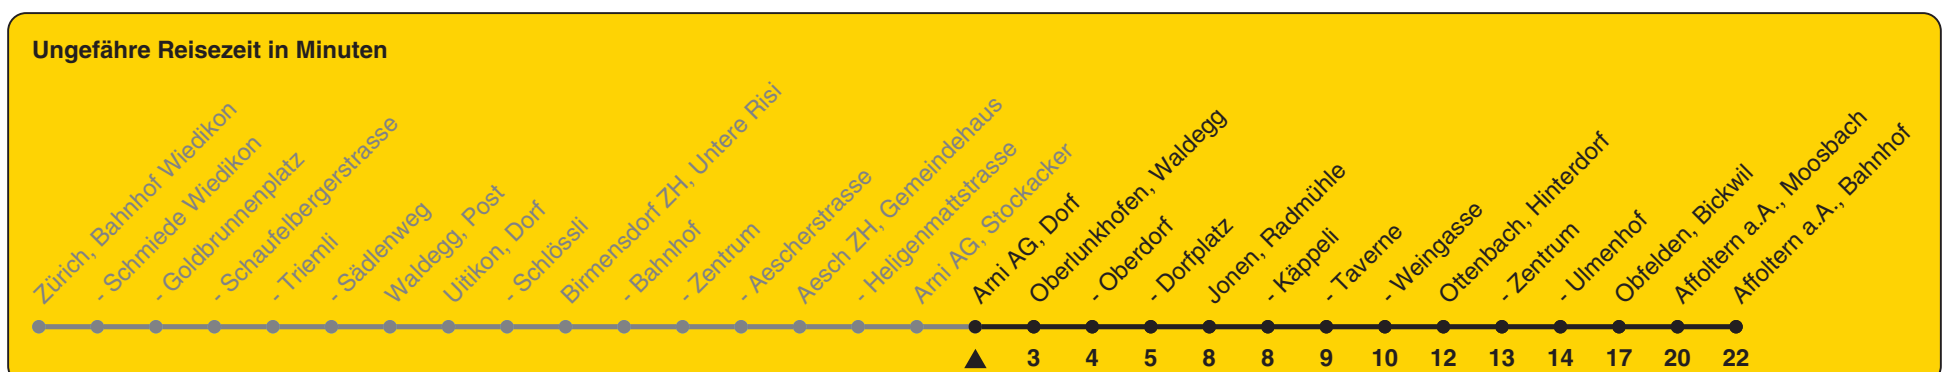 Ungefähre Reisezeit in Minuten
Zürich, Bahnhof Wiedikon
- Schmiede Wiedikon
- Goldbrunnenplatz
- Schaufelbergerstrasse
- Triemli
- Sädlenweg
Waldegg, Post
Uitikon, Dorf
- Schlössli
Birmensdorf ZH, Untere Risi
- Bahnhof
- Zentrum
- Aescherstrasse
Aesch ZH, Gemeindehaus
- Heligenmattstrasse
Arni AG, Stockacker
Arni AG, Dorf
Oberlunkhofen, Waldegg
- Oberdorf
- Dorfplatz
Jonen, Radmühle
- Käppeli
- Taverne
- Weingasse
Ottenbach, Hinterdorf
- Zentrum
- Ulmenhof
Obfelden, Bickwil
Affoltern a.A., Moosbach
Affoltern a.A., Bahnhof
3 4 5 8 8 9 10 12 13 14 17 20 22